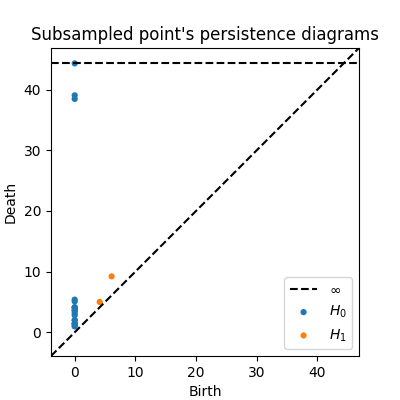 Subsampled point's persistence diagrams
40
30
20
10
0
Death
∞
H₀
H₁
0 10 20 30 40
Birth